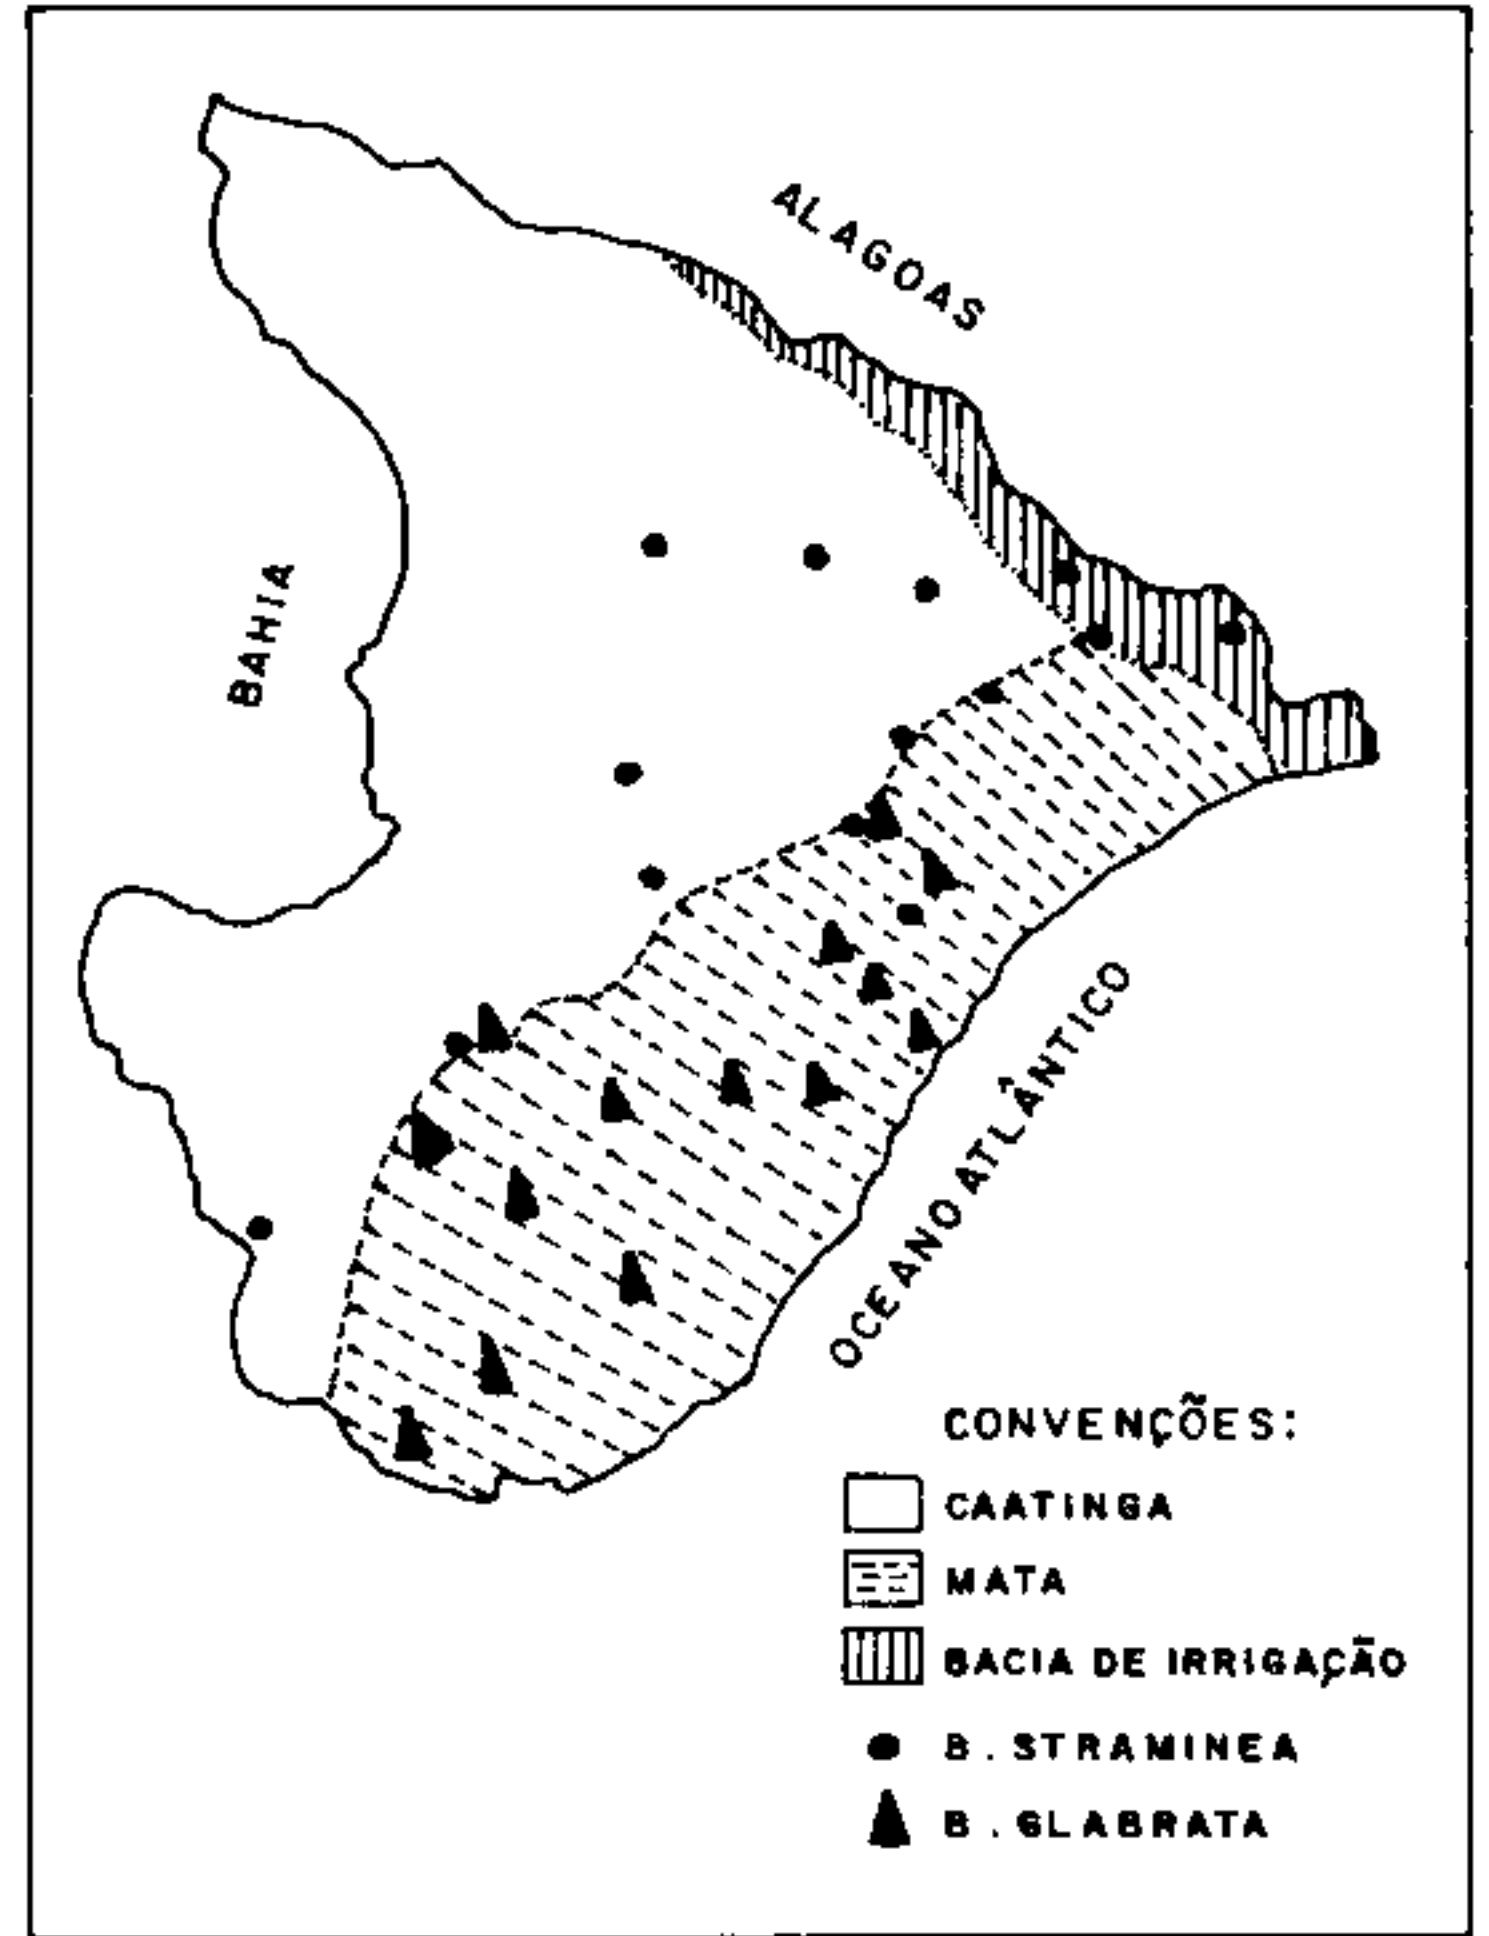 ALAGOAS
BAHIA
OCEANO ATLÂNTICO
CONVENÇÕES:
CAATINGA
MATA
BACIA DE IRRIGAÇÃO
B. STRAMINEA
B. GLABRATA